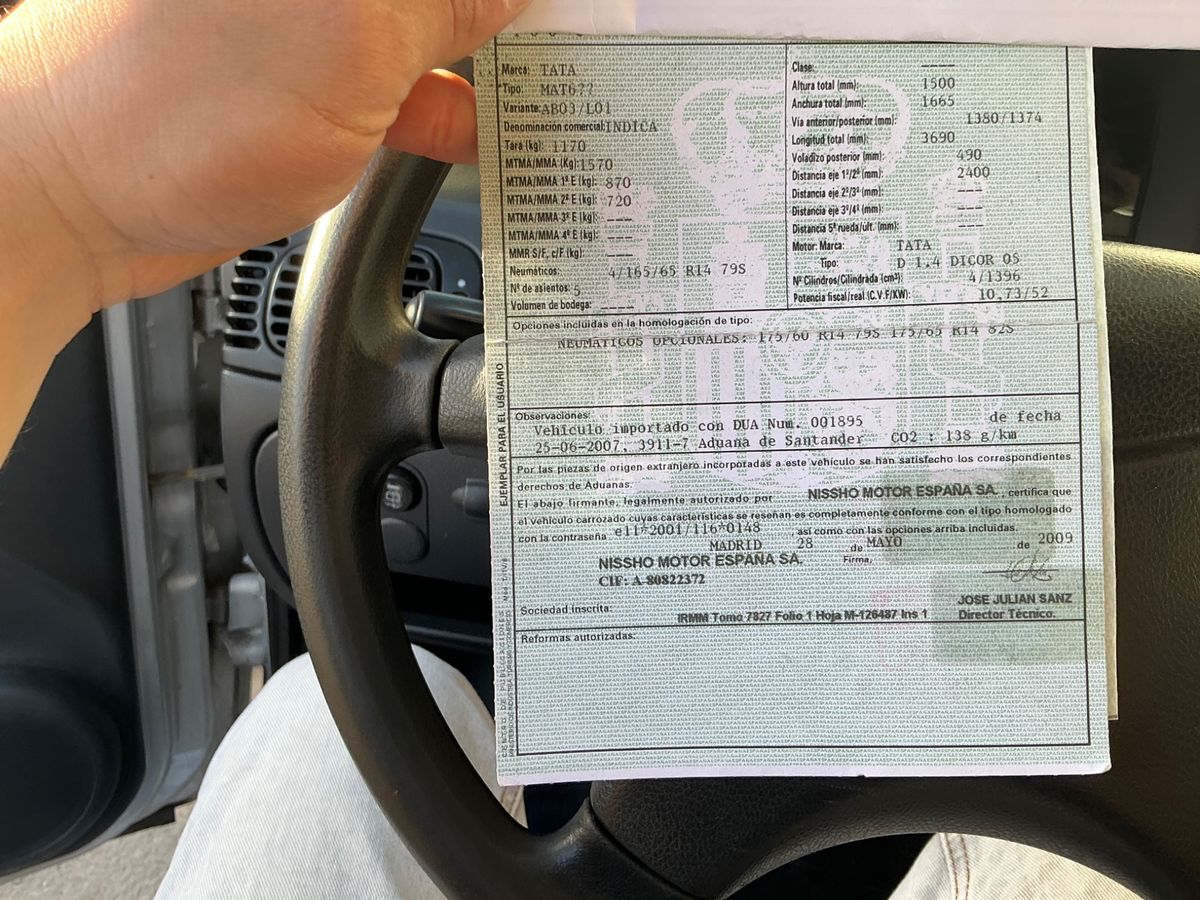 Marca: TATA
Tipo: MAT6??
Variante: AB03/L01
Denominación comercial: INDICA
Tara (kg): 1170
MTMA/MMA (Kg): 1570
MTMA/MMA 1º E (kg): 870
MTMA/MMA 2º E (kg): 720
MTMA/MMA 3º E (kg): ---
MTMA/MMA 4º E (kg): ---
MMR S/F, c/F (kg): ---
Neumáticos: 4/165/65 R14 79S
Nº de asientos: 5
Volumen de bodega: ---
Clase: ----
Altura total (mm): 1500
Anchura total (mm): 1665
Vía anterior/posterior (mm): 1380/1374
Longitud total (mm): 3690
Voladizo posterior (mm): 490
Distancia eje 1º/2º (mm): 2400
Distancia eje 2º/3º (mm): ---
Distancia eje 3º/4º (mm): ---
Distancia 5ª rueda/últ. (mm): ---
Motor: Marca: TATA
Tipo: D 1.4 DICOR 05
Nº Cilindros/Cilindrada (cm³): 4/1396
Potencia fiscal/real (C.V.F/KW): 10,73/52
Opciones incluidas en la homologación de tipo:
NEUMATICOS OPCIONALES: 175/60 R14 79S 175/65 R14 82S
Observaciones:
Vehiculo importado con DUA Num. 001895 de fecha
25-06-2007, 3911-7 Aduana de Santander CO2 : 138 g/km
Por las piezas de origen extranjero incorporadas a este vehículo se han satisfecho los correspondientes
derechos de Aduanas.
El abajo firmante, legalmente autorizado por NISSHO MOTOR ESPAÑA SA. , certifica que
el vehículo carrozado cuyas características se reseñan es completamente conforme con el tipo homologado
con la contraseña e11*2001/116*0148 , así como con las opciones arriba incluidas.
MADRID 28 de MAYO de 2009
NISSHO MOTOR ESPAÑA SA. Firma,
CIF: A-80822372
JOSE JULIAN SANZ
Sociedad inscrita: IRMM Tomo 7827 Folio 1 Hoja M-126487 Ins 1 Director Técnico.
Reformas autorizadas:
EJEMPLAR PARA EL USUARIO